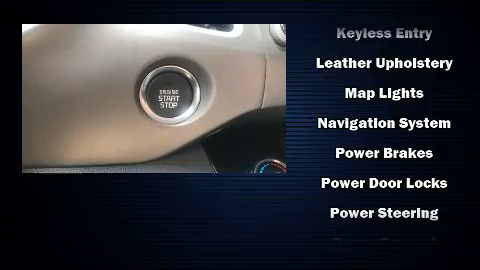 ENGINE
START
STOP
Keyless Entry
Leather Upholstery
Map Lights
Navigation System
Power Brakes
Power Door Locks
Power Steering